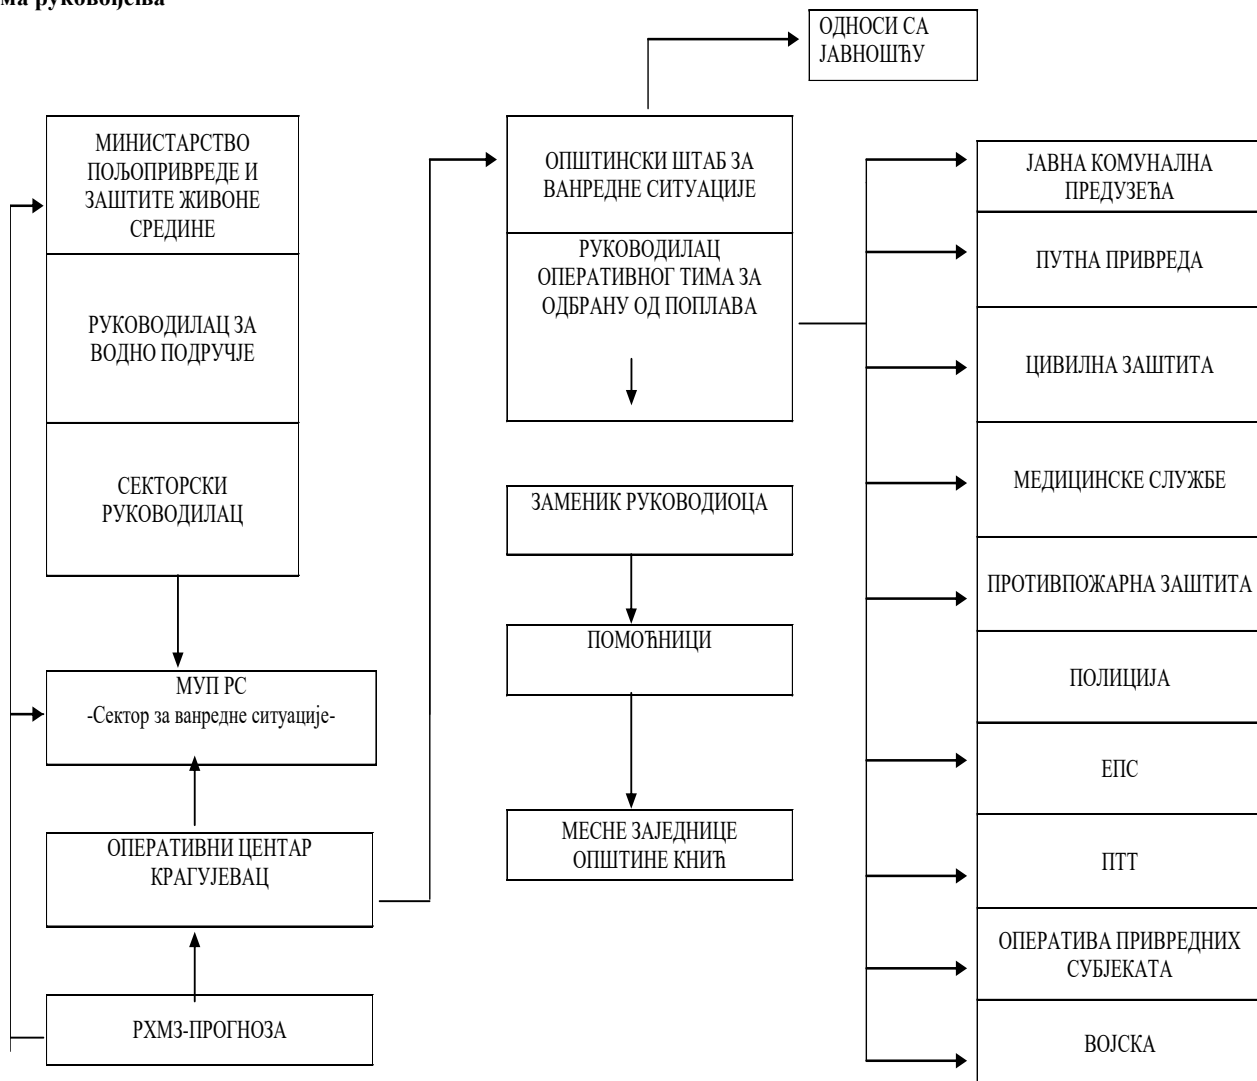 ма руковођења
ОДНОСИ СА
ЈАВНОШЋУ
МИНИСТАРСТВО
ПОЉОПРИВРЕДЕ И
ЗАШТИТЕ ЖИВОНЕ
СРЕДИНЕ
РУКОВОДИЛАЦ ЗА
ВОДНО ПОДРУЧЈЕ
СЕКТОРСКИ
РУКОВОДИЛАЦ
МУП РС
-Сектор за ванредне ситуације-
ОПЕРАТИВНИ ЦЕНТАР
КРАГУЈЕВАЦ
РХМЗ-ПРОГНОЗА
ОПШТИНСКИ ШТАБ ЗА
ВАНРЕДНЕ СИТУАЦИЈЕ
РУКОВОДИЛАЦ
ОПЕРАТИВНОГ ТИМА ЗА
ОДБРАНУ ОД ПОПЛАВА
ЗАМЕНИК РУКОВОДИОЦА
ПОМОЋНИЦИ
МЕСНЕ ЗАЈЕДНИЦЕ
ОПШТИНЕ КНИЋ
ЈАВНА КОМУНАЛНА
ПРЕДУЗЕЋА
ПУТНА ПРИВРЕДА
ЦИВИЛНА ЗАШТИТА
МЕДИЦИНСКЕ СЛУЖБЕ
ПРОТИВПОЖАРНА ЗАШТИТА
ПОЛИЦИЈА
ЕПС
ПТТ
ОПЕРАТИВА ПРИВРЕДНИХ
СУБЈЕКАТА
ВОЈСКА